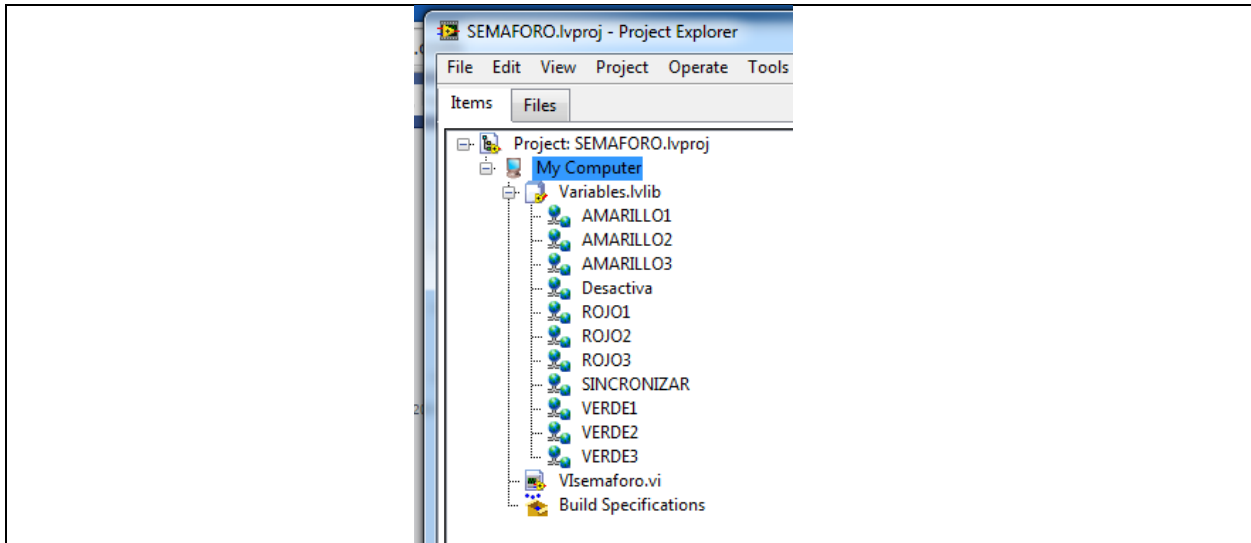 SEMAFORO.lvproj - Project Explorer
File Edit View Project Operate Tools
Items Files
Project: SEMAFORO.lvproj
My Computer
Variables.lvlib
AMARILLO1
AMARILLO2
AMARILLO3
Desactiva
ROJO1
ROJO2
ROJO3
SINCRONIZAR
VERDE1
VERDE2
VERDE3
VIsemaforo.vi
Build Specifications